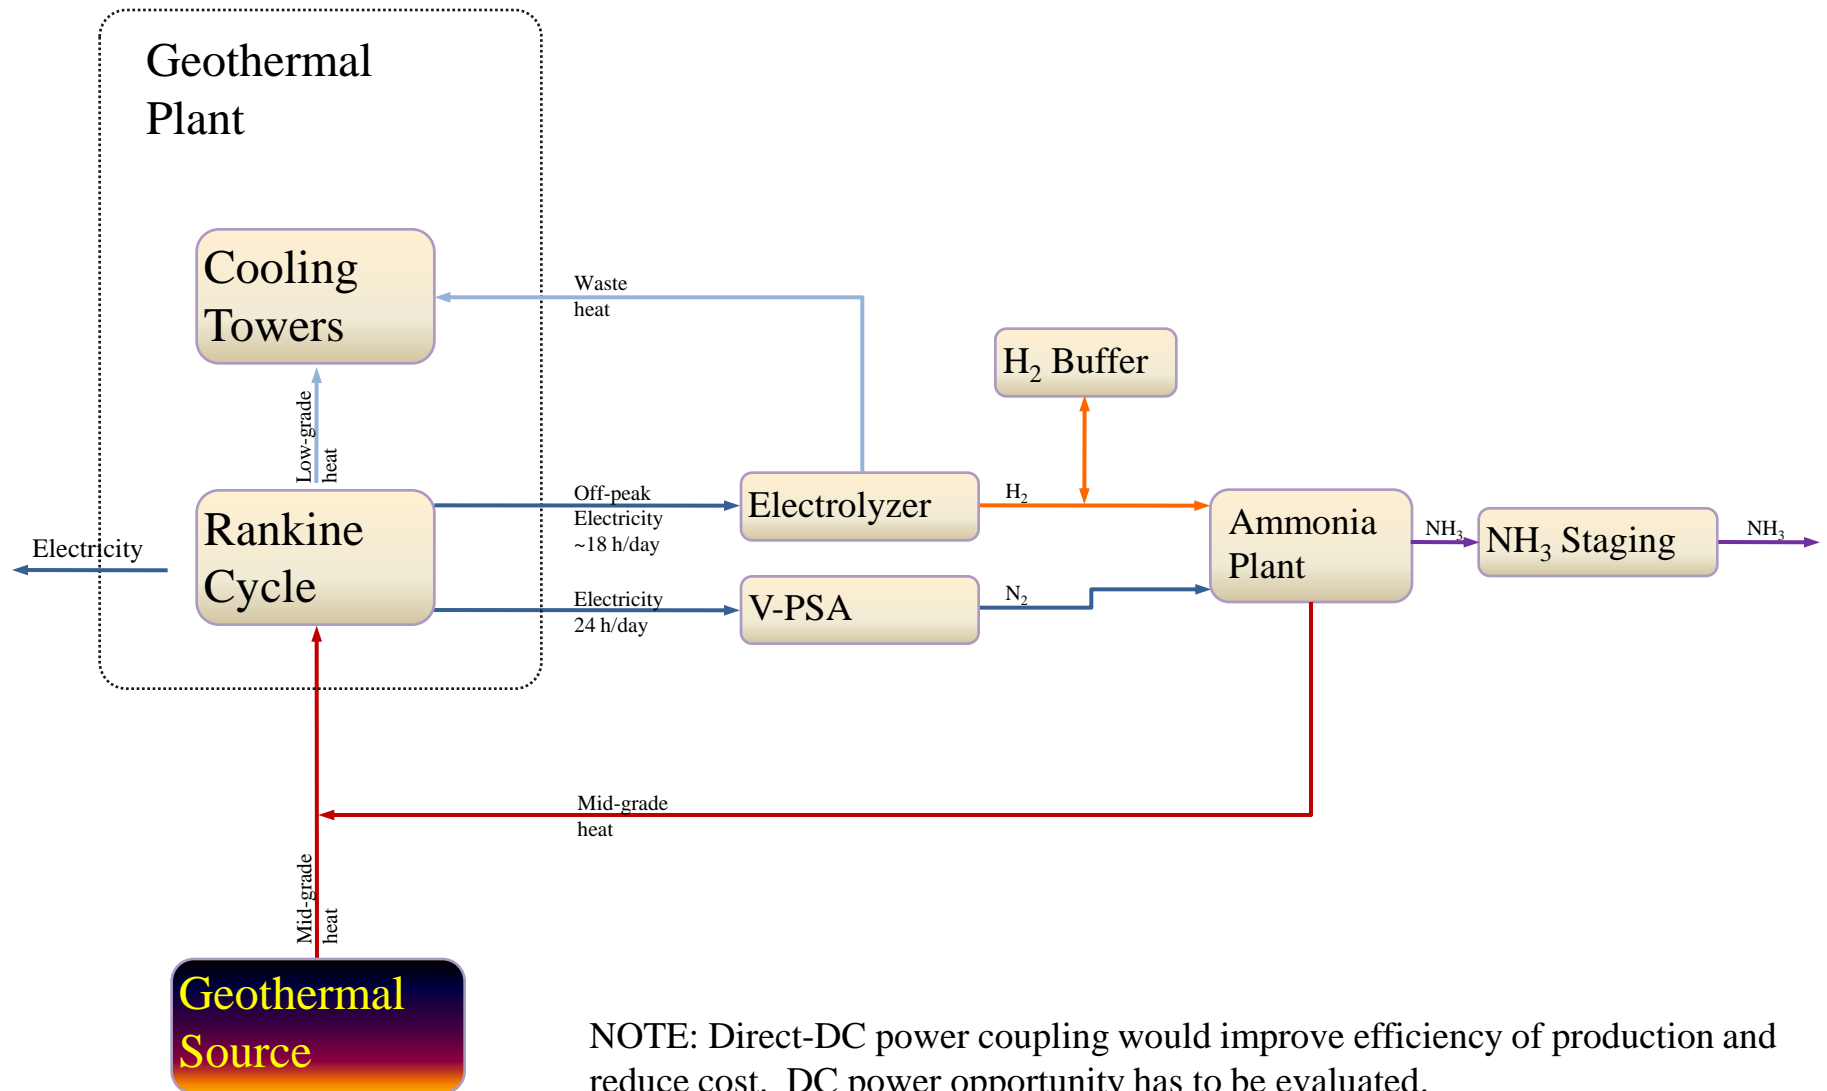 Geothermal
Plant
Cooling
Towers
Waste
heat
H₂ Buffer
Low-grade
heat
Off-peak
Electricity
~18 h/day
Electrolyzer
H₂
Rankine
Cycle
Electricity
Electricity
24 h/day
V-PSA
N₂
Ammonia
Plant
NH₃
NH₃ Staging
NH₃
Mid-grade
heat
Mid-grade
heat
Geothermal
Source
NOTE: Direct-DC power coupling would improve efficiency of production and
reduce cost. DC power opportunity has to be evaluated.